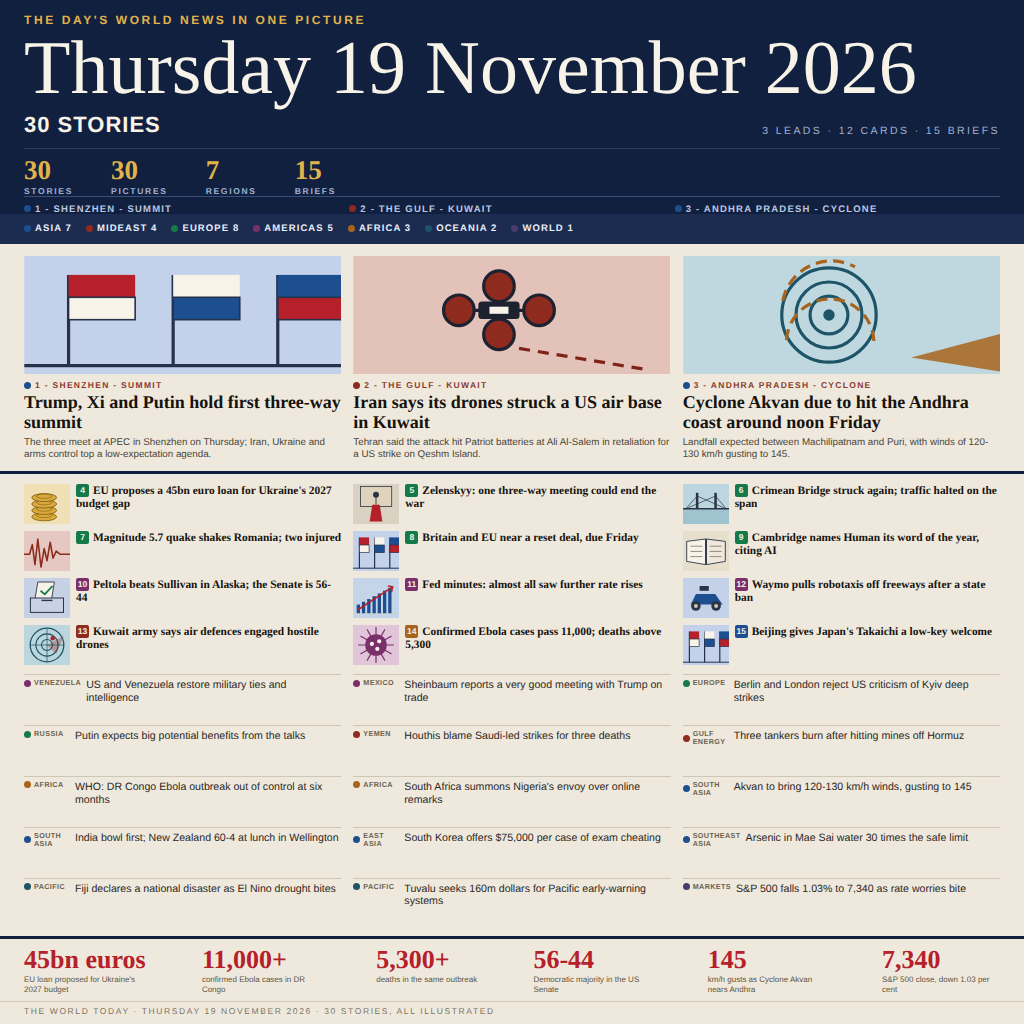 THE DAY'S WORLD NEWS IN ONE PICTURE
Thursday 19 November 2026
30 STORIES
3 LEADS · 12 CARDS · 15 BRIEFS
30
STORIES
30
PICTURES
7
REGIONS
15
BRIEFS
1 - SHENZHEN - SUMMIT
2 - THE GULF - KUWAIT
3 - ANDHRA PRADESH - CYCLONE
ASIA 7 MIDEAST 4 EUROPE 8 AMERICAS 5 AFRICA 3 OCEANIA 2 WORLD 1
1 - SHENZHEN - SUMMIT
Trump, Xi and Putin hold first three-way
summit
The three meet at APEC in Shenzhen on Thursday; Iran, Ukraine and
arms control top a low-expectation agenda.
2 - THE GULF - KUWAIT
Iran says its drones struck a US air base
in Kuwait
Tehran said the attack hit Patriot batteries at Ali Al-Salem in retaliation for
a US strike on Qeshm Island.
3 - ANDHRA PRADESH - CYCLONE
Cyclone Akvan due to hit the Andhra
coast around noon Friday
Landfall expected between Machilipatnam and Puri, with winds of 120-
130 km/h gusting to 145.
4 EU proposes a 45bn euro loan for Ukraine's 2027
budget gap
5 Zelenskyy: one three-way meeting could end the
war
6 Crimean Bridge struck again; traffic halted on the
span
7 Magnitude 5.7 quake shakes Romania; two injured
8 Britain and EU near a reset deal, due Friday
9 Cambridge names Human its word of the year,
citing AI
10 Peltola beats Sullivan in Alaska; the Senate is 56-
44
11 Fed minutes: almost all saw further rate rises
12 Waymo pulls robotaxis off freeways after a state
ban
13 Kuwait army says air defences engaged hostile
drones
14 Confirmed Ebola cases pass 11,000; deaths above
5,300
15 Beijing gives Japan's Takaichi a low-key welcome
VENEZUELA US and Venezuela restore military ties and
intelligence
MEXICO Sheinbaum reports a very good meeting with Trump on
trade
EUROPE Berlin and London reject US criticism of Kyiv deep
strikes
RUSSIA Putin expects big potential benefits from the talks
YEMEN Houthis blame Saudi-led strikes for three deaths
GULF
ENERGY Three tankers burn after hitting mines off Hormuz
AFRICA WHO: DR Congo Ebola outbreak out of control at six
months
AFRICA South Africa summons Nigeria's envoy over online
remarks
SOUTH
ASIA Akvan to bring 120-130 km/h winds, gusting to 145
SOUTH
ASIA India bowl first; New Zealand 60-4 at lunch in Wellington
EAST
ASIA South Korea offers $75,000 per case of exam cheating
SOUTHEAST
ASIA Arsenic in Mae Sai water 30 times the safe limit
PACIFIC Fiji declares a national disaster as El Nino drought bites
PACIFIC Tuvalu seeks 160m dollars for Pacific early-warning
systems
MARKETS S&P 500 falls 1.03% to 7,340 as rate worries bite
45bn euros
EU loan proposed for Ukraine's
2027 budget
11,000+
confirmed Ebola cases in DR
Congo
5,300+
deaths in the same outbreak
56-44
Democratic majority in the US
Senate
145
km/h gusts as Cyclone Akvan
nears Andhra
7,340
S&P 500 close, down 1.03 per
cent
THE WORLD TODAY · THURSDAY 19 NOVEMBER 2026 · 30 STORIES, ALL ILLUSTRATED